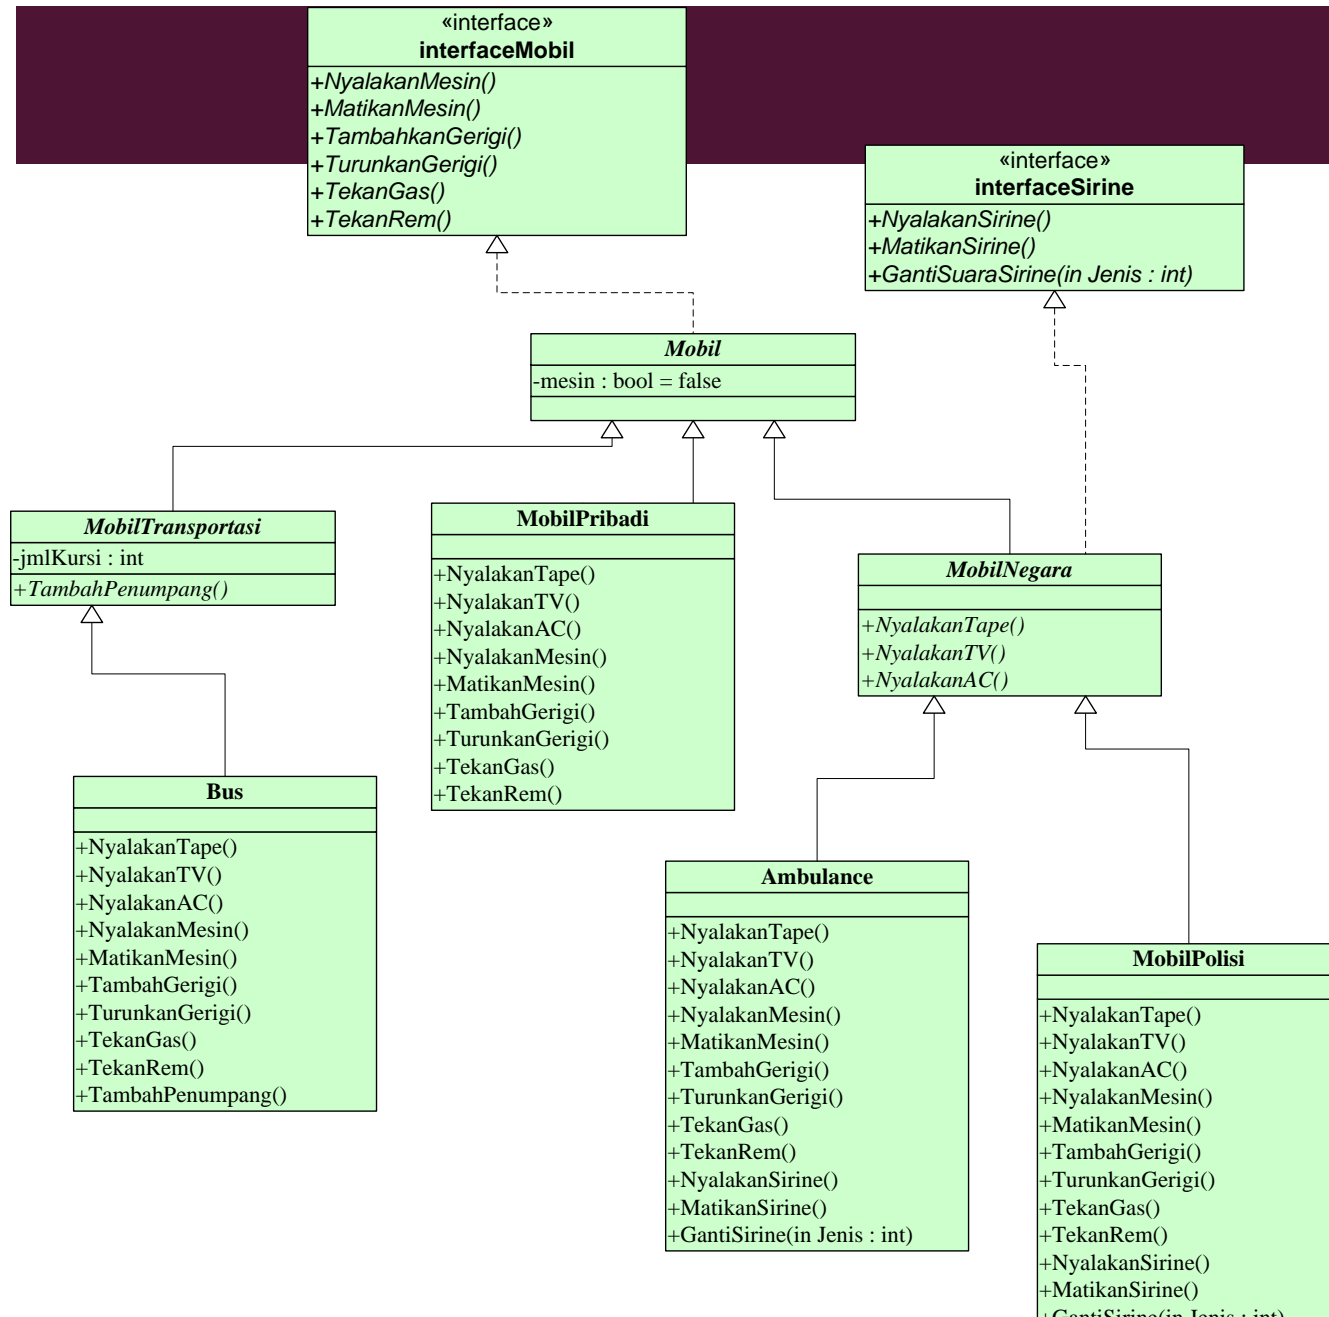 «interface»
interfaceMobil
+NyalakanMesin()
+MatikanMesin()
+TambahkanGerigi()
+TurunkanGerigi()
+TekanGas()
+TekanRem()
«interface»
interfaceSirine
+NyalakanSirine()
+MatikanSirine()
+GantiSuaraSirine(in Jenis : int)
Mobil
-mesin : bool = false
MobilTransportasi
-jmlKursi : int
+TambahPenumpang()
MobilPribadi
+NyalakanTape()
+NyalakanTV()
+NyalakanAC()
+NyalakanMesin()
+MatikanMesin()
+TambahGerigi()
+TurunkanGerigi()
+TekanGas()
+TekanRem()
MobilNegara
+NyalakanTape()
+NyalakanTV()
+NyalakanAC()
Bus
+NyalakanTape()
+NyalakanTV()
+NyalakanAC()
+NyalakanMesin()
+MatikanMesin()
+TambahGerigi()
+TurunkanGerigi()
+TekanGas()
+TekanRem()
+TambahPenumpang()
Ambulance
+NyalakanTape()
+NyalakanTV()
+NyalakanAC()
+NyalakanMesin()
+MatikanMesin()
+TambahGerigi()
+TurunkanGerigi()
+TekanGas()
+TekanRem()
+NyalakanSirine()
+MatikanSirine()
+GantiSirine(in Jenis : int)
MobilPolisi
+NyalakanTape()
+NyalakanTV()
+NyalakanAC()
+NyalakanMesin()
+MatikanMesin()
+TambahGerigi()
+TurunkanGerigi()
+TekanGas()
+TekanRem()
+NyalakanSirine()
+MatikanSirine()
+GantiSirine(in Jenis : int)